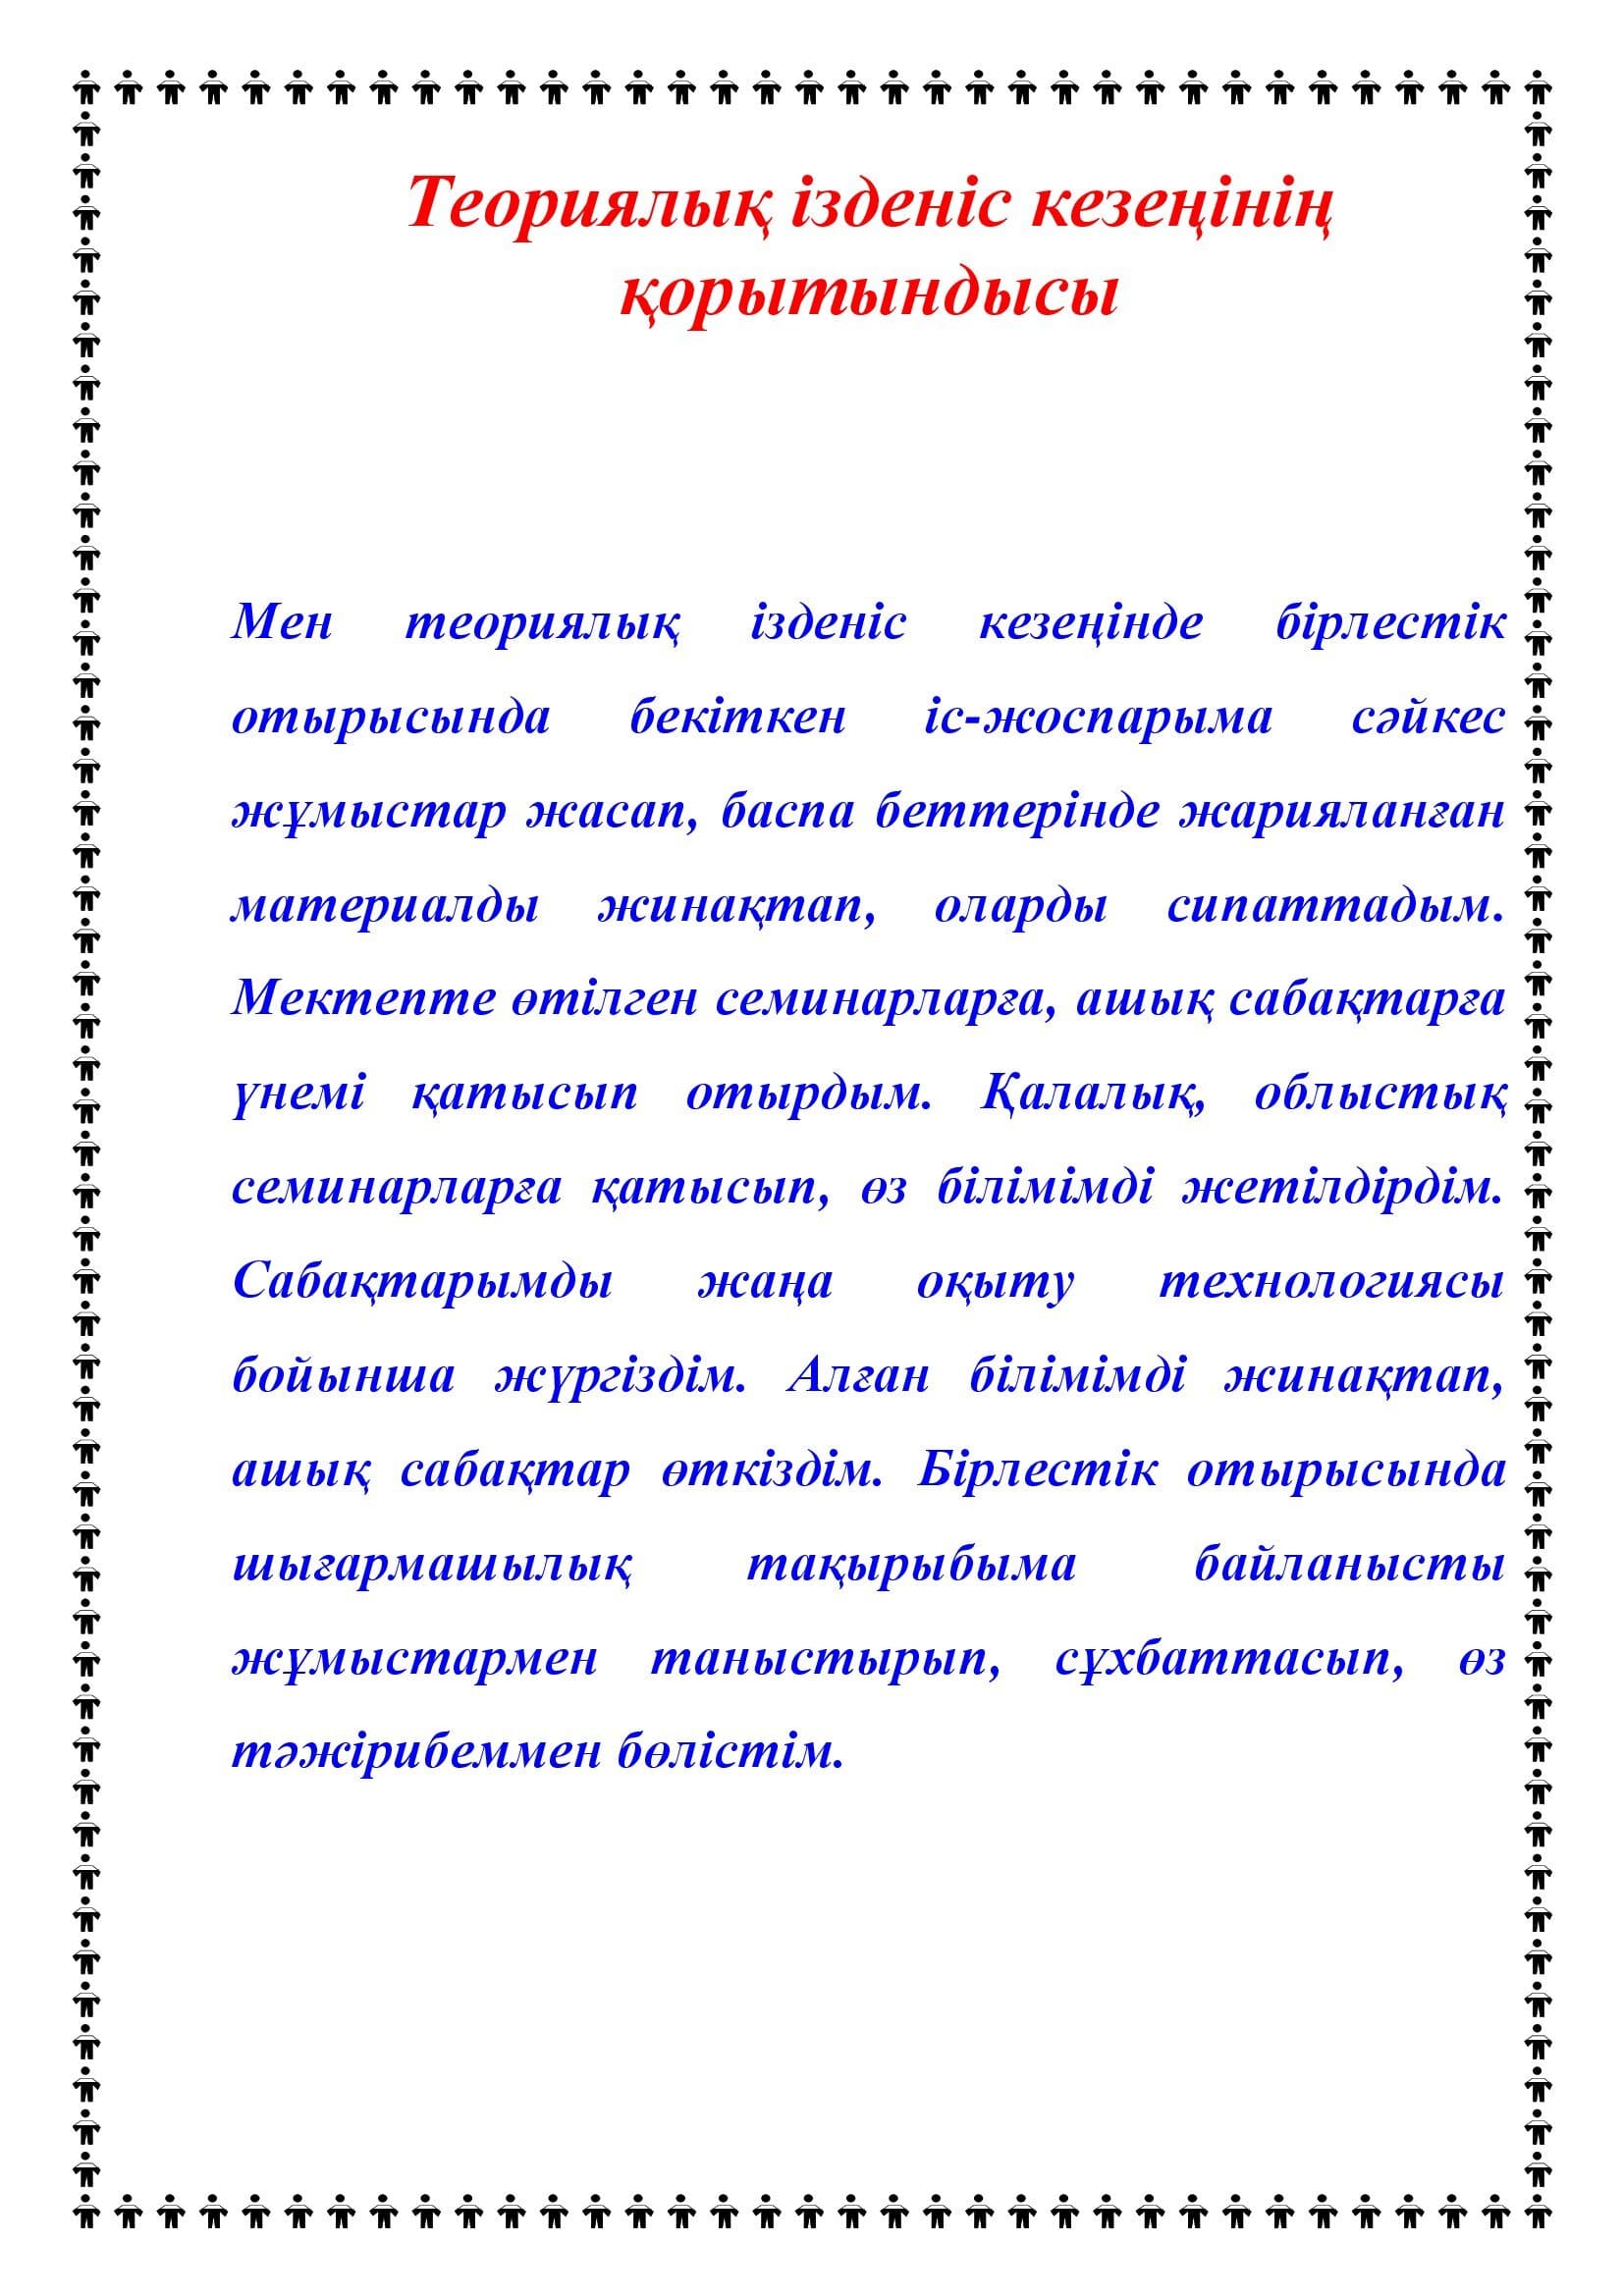 Теориялық ізденіс кезеңінің
қорытындысы
Мен теориялық ізденіс кезеңінде бірлестік
отырысында бекіткен іс-жоспарыма сәйкес
жұмыстар жасап, баспа беттерінде жарияланған
материалды жинақтап, оларды сипаттадым.
Мектепте өтілген семинарларға, ашық сабақтарға
үнемі қатысып отырдым. Қалалық, облыстық
семинарларға қатысып, өз білімімді жетілдірдім.
Сабақтарымды жаңа оқыту технологиясы
бойынша жүргіздім. Алған білімімді жинақтап,
ашық сабақтар өткіздім. Бірлестік отырысында
шығармашылық тақырыбыма байланысты
жұмыстармен таныстырып, сұхбаттасып, өз
тәжірибеммен бөлістім.